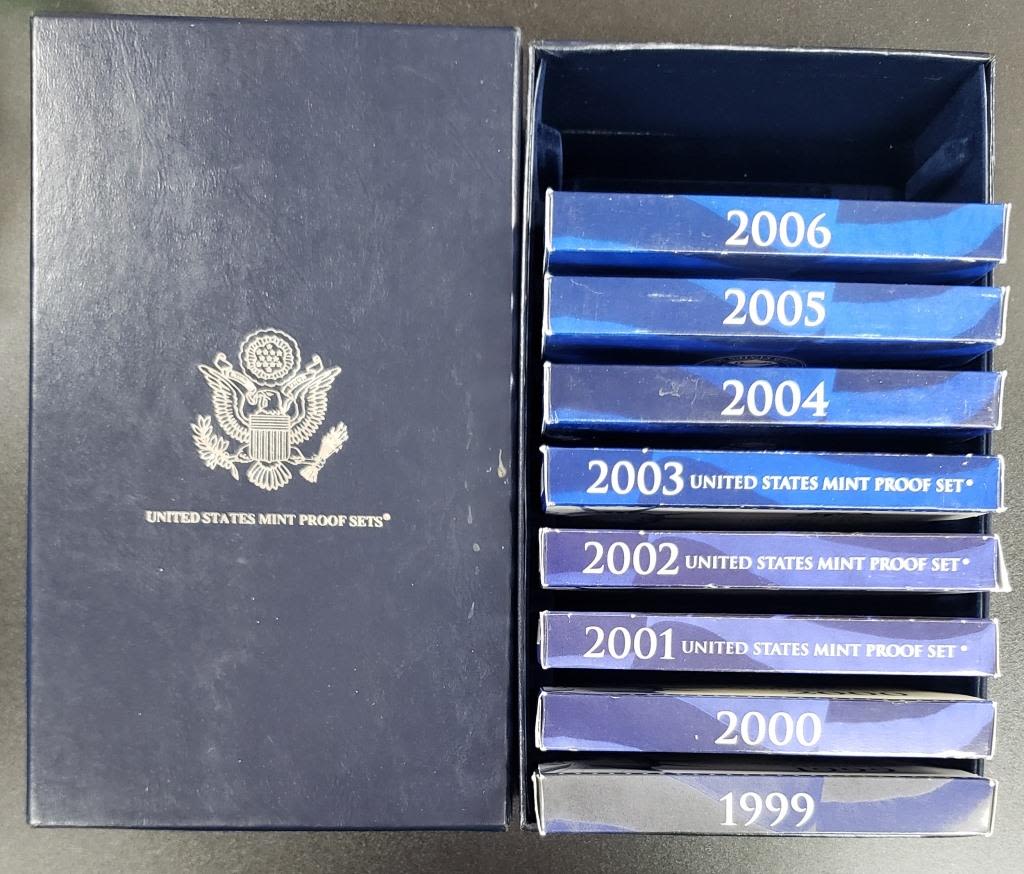 UNITED STATES MINT PROOF SETS®
2006
2005
2004
2003 UNITED STATES MINT PROOF SET®
2002 UNITED STATES MINT PROOF SET®
2001 UNITED STATES MINT PROOF SET®
2000
1999